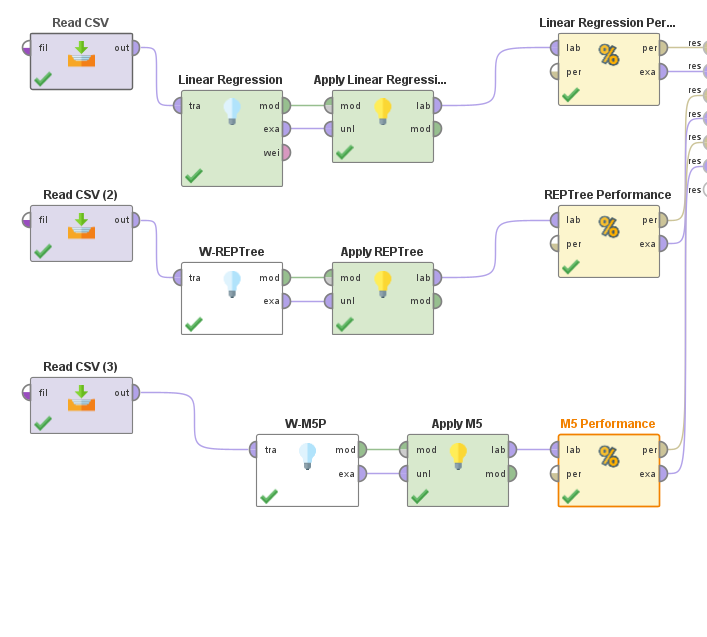 Read CSV
fil out
Linear Regression
tra mod
exa
wei
Apply Linear Regressi...
mod lab
unl mod
Linear Regression Per...
lab per
per exa
res
res
res
res
res
res
res
Read CSV (2)
fil out
W-REPTree
tra mod
exa
Apply REPTree
mod lab
unl mod
REPTree Performance
lab per
per exa
Read CSV (3)
fil out
W-M5P
tra mod
exa
Apply M5
mod lab
unl mod
M5 Performance
lab per
per exa